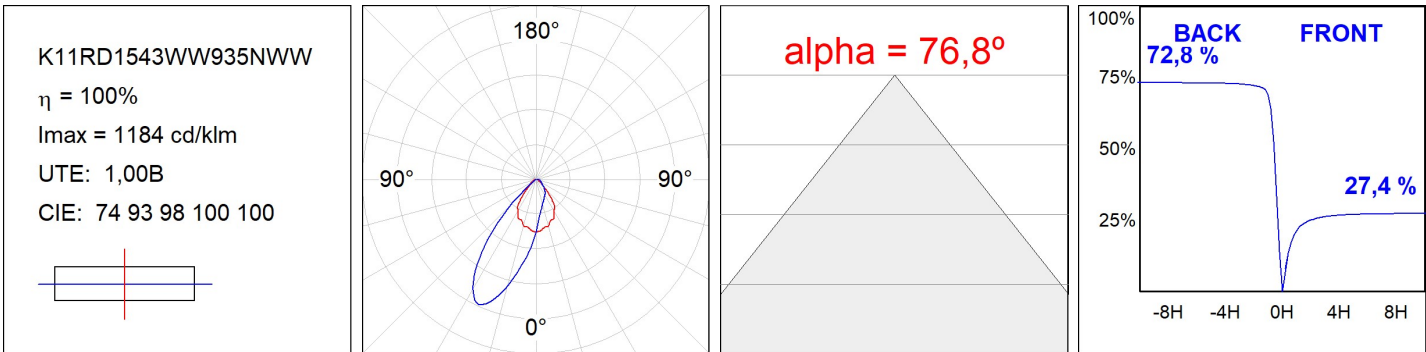 K11RD1543WW935NWW
η = 100%
Imax = 1184 cd/klm
UTE: 1,00B
CIE: 74 93 98 100 100
180°
90° 90°
0°
alpha = 76,8º
100%
BACK FRONT
72,8 %
75%
50%
27,4 %
25%
-8H -4H 0H 4H 8H